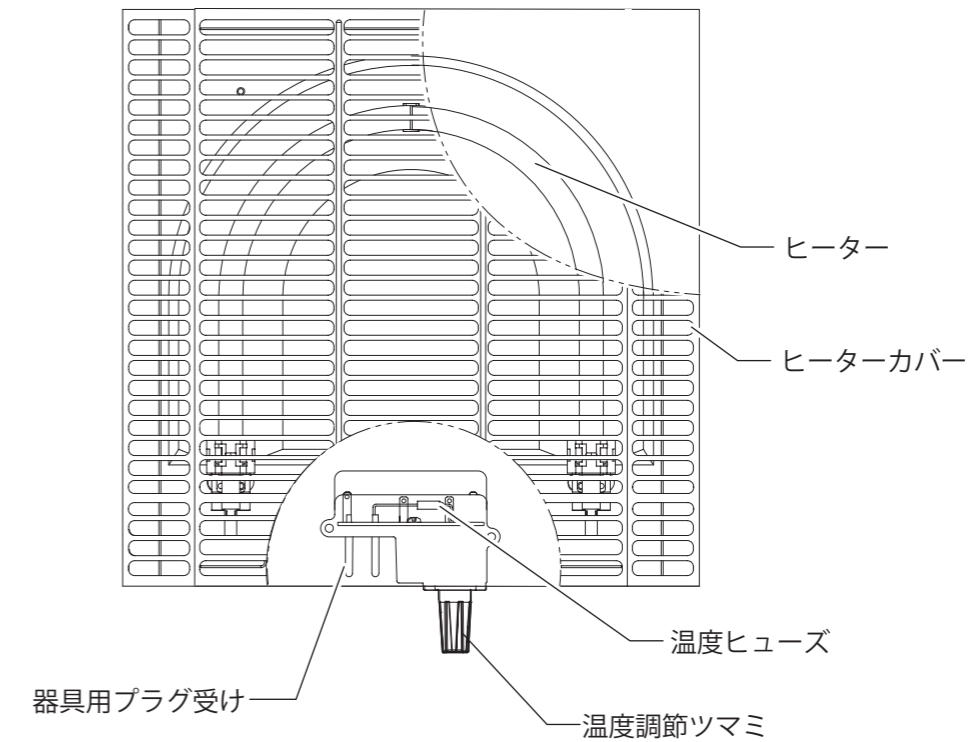 ヒーター
ヒーターカバー
温度ヒューズ
器具用プラグ受け
温度調節ツマミ